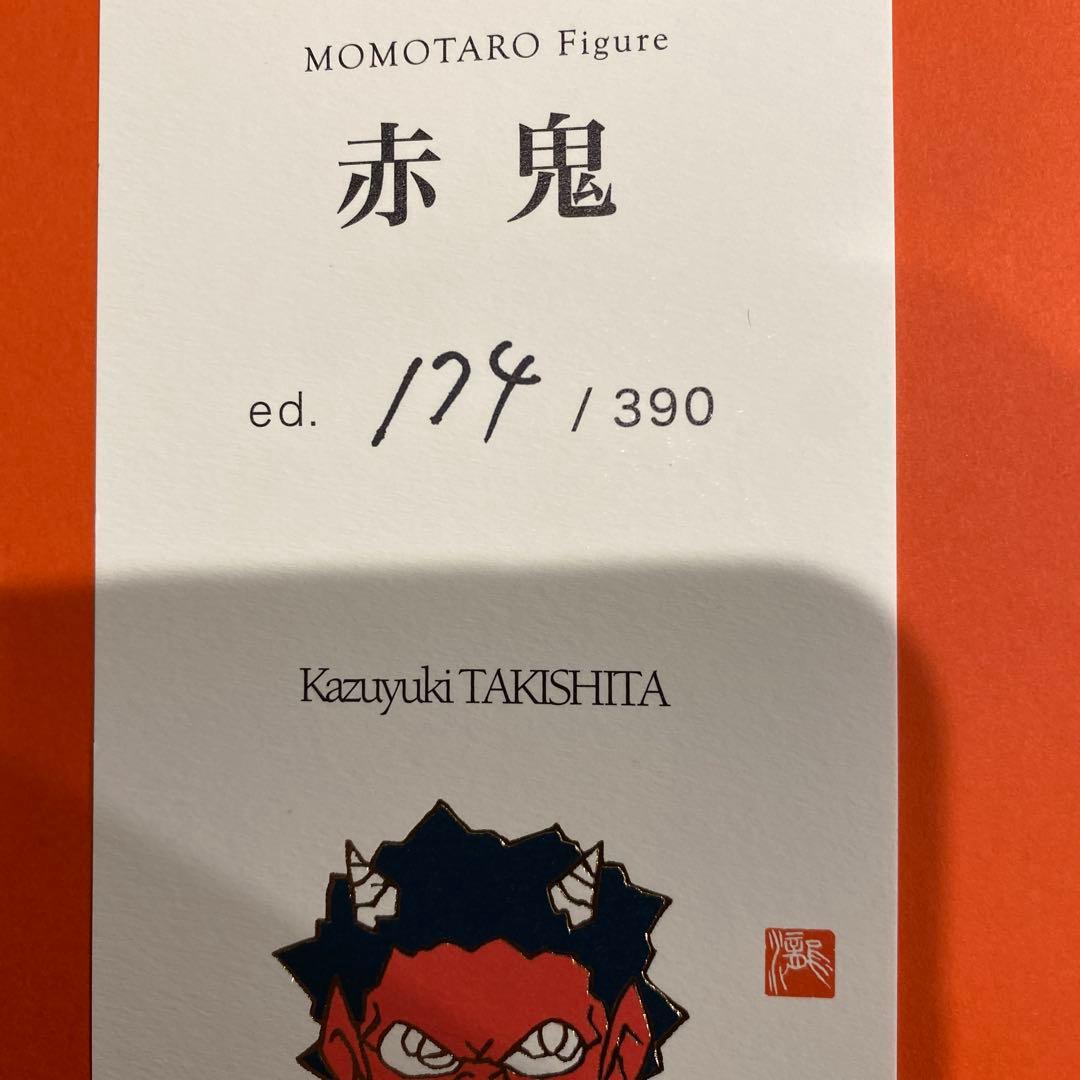 MOMOTARO Figure
赤鬼
ed. 174 / 390
Kazuyuki TAKISHITA